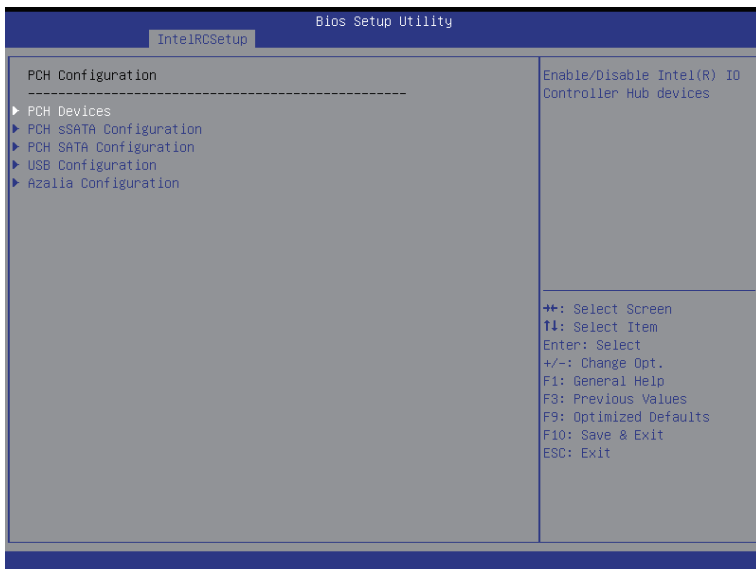 Bios Setup Utility
IntelRCSetup
PCH Configuration
------------------------------------------------
PCH Devices
PCH sSATA Configuration
PCH SATA Configuration
USB Configuration
Azalia Configuration
Enable/Disable Intel(R) IO
Controller Hub devices
→←: Select Screen
↑↓: Select Item
Enter: Select
+/-: Change Opt.
F1: General Help
F3: Previous Values
F9: Optimized Defaults
F10: Save & Exit
ESC: Exit